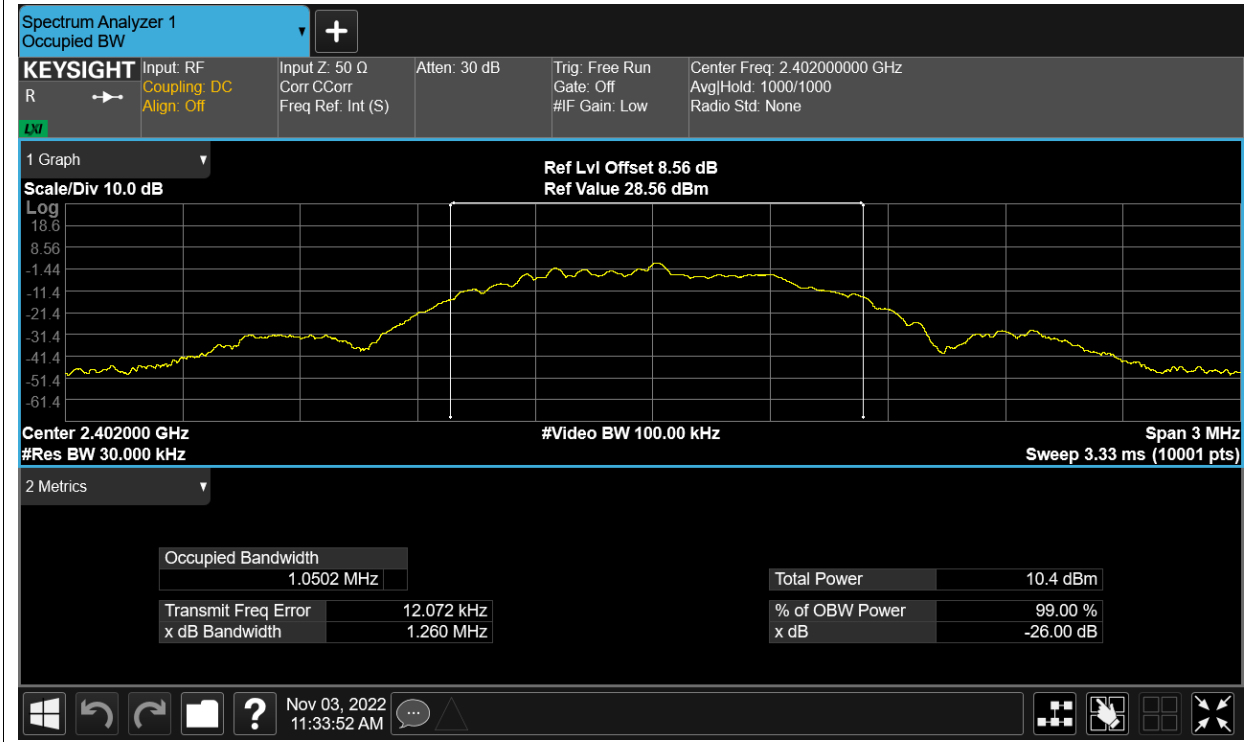 Spectrum Analyzer 1
Occupied BW
KEYSIGHT
R
LXI
Input: RF
Coupling: DC
Align: Off
Input Z: 50 Ω
Corr CCorr
Freq Ref: Int (S)
Atten: 30 dB
Trig: Free Run
Gate: Off
#IF Gain: Low
Center Freq: 2.402000000 GHz
Avg|Hold: 1000/1000
Radio Std: None
1 Graph
Scale/Div 10.0 dB
Ref Lvl Offset 8.56 dB
Ref Value 28.56 dBm
Log
18.6
8.56
-1.44
-11.4
-21.4
-31.4
-41.4
-51.4
-61.4
Center 2.402000 GHz
#Video BW 100.00 kHz
Span 3 MHz
#Res BW 30.000 kHz
Sweep 3.33 ms (10001 pts)
2 Metrics
Occupied Bandwidth
1.0502 MHz
Transmit Freq Error 12.072 kHz
x dB Bandwidth 1.260 MHz
Total Power 10.4 dBm
% of OBW Power 99.00 %
x dB -26.00 dB
?
Nov 03, 2022
11:33:52 AM